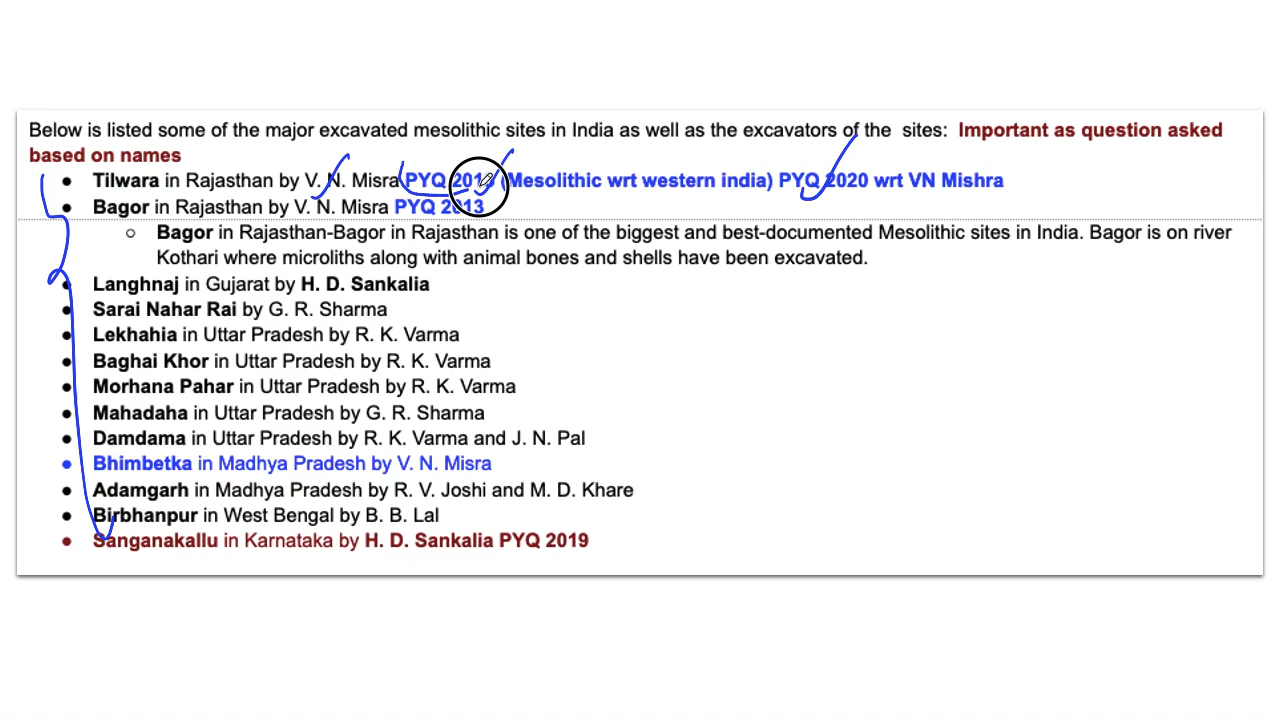 Below is listed some of the major excavated mesolithic sites in India as well as the excavators of the sites: Important as question asked
based on names
● Tilwara in Rajasthan by V. N. Misra PYQ (Mesolithic wrt western india) PYQ 2020 wrt VN Mishra
● Bagor in Rajasthan by V. N. Misra PYQ 2013
○ Bagor in Rajasthan-Bagor in Rajasthan is one of the biggest and best-documented Mesolithic sites in India. Bagor is on river
Kothari where microliths along with animal bones and shells have been excavated.
● Langhnaj in Gujarat by H. D. Sankalia
● Sarai Nahar Rai by G. R. Sharma
● Lekhahia in Uttar Pradesh by R. K. Varma
● Baghai Khor in Uttar Pradesh by R. K. Varma
● Morhana Pahar in Uttar Pradesh by R. K. Varma
● Mahadaha in Uttar Pradesh by G. R. Sharma
● Damdama in Uttar Pradesh by R. K. Varma and J. N. Pal
● Bhimbetka in Madhya Pradesh by V. N. Misra
● Adamgarh in Madhya Pradesh by R. V. Joshi and M. D. Khare
● Birbhanpur in West Bengal by B. B. Lal
● Sanganakallu in Karnataka by H. D. Sankalia PYQ 2019